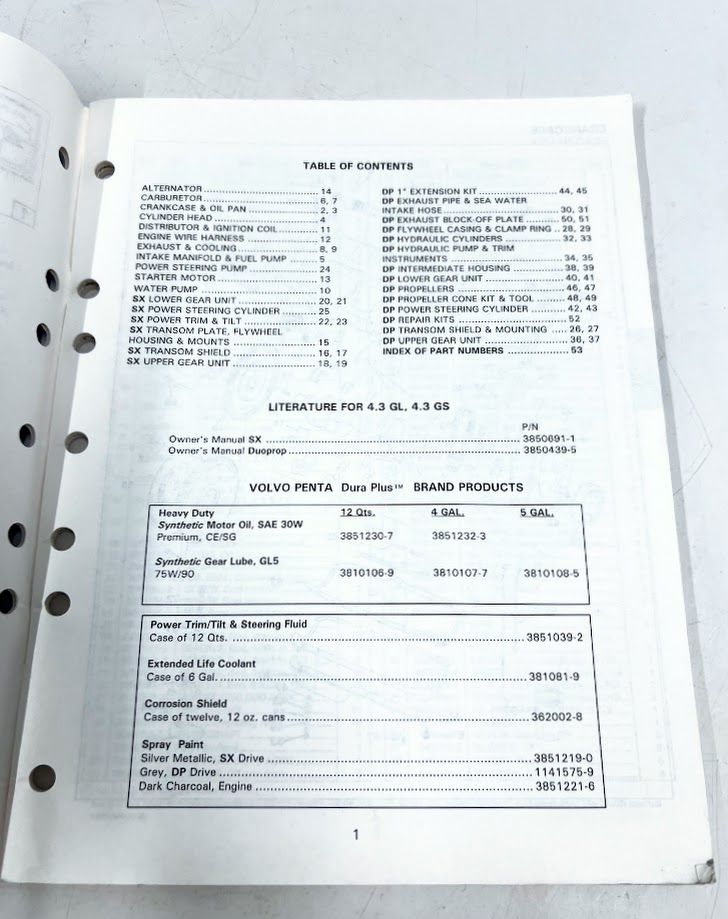 TABLE OF CONTENTS
ALTERNATOR 14
CARBURETOR 6, 7
CRANKCASE & OIL PAN 2, 3
CYLINDER HEAD 4
DISTRIBUTOR & IGNITION COIL 11
ENGINE WIRE HARNESS 12
EXHAUST & COOLING 8, 9
INTAKE MANIFOLD & FUEL PUMP 5
POWER STEERING PUMP 24
STARTER MOTOR 13
WATER PUMP 10
SX LOWER GEAR UNIT 20, 21
SX POWER STEERING CYLINDER 25
SX POWER TRIM & TILT 22, 23
SX TRANSOM PLATE, FLYWHEEL
HOUSING & MOUNTS 15
SX TRANSOM SHIELD 16, 17
SX UPPER GEAR UNIT 18, 19
DP 1" EXTENSION KIT 44, 45
DP EXHAUST PIPE & SEA WATER
INTAKE HOSE 30, 31
DP EXHAUST BLOCK-OFF PLATE 50, 51
DP FLYWHEEL CASING & CLAMP RING .. 28, 29
DP HYDRAULIC CYLINDERS 32, 33
DP HYDRAULIC PUMP & TRIM
INSTRUMENTS 34, 35
DP INTERMEDIATE HOUSING 38, 39
DP LOWER GEAR UNIT 40, 41
DP PROPELLERS 46, 47
DP PROPELLER CONE KIT & TOOL 48, 49
DP POWER STEERING CYLINDER 42, 43
DP REPAIR KITS 52
DP TRANSOM SHIELD & MOUNTING 26, 27
DP UPPER GEAR UNIT 36, 37
INDEX OF PART NUMBERS 53
LITERATURE FOR 4.3 GL, 4.3 GS
P/N
Owner's Manual SX 3850691-1
Owner's Manual Duoprop 3850439-5
VOLVO PENTA Dura Plus™ BRAND PRODUCTS
Heavy Duty 12 Qts. 4 GAL. 5 GAL.
Synthetic Motor Oil, SAE 30W
Premium, CE/SG 3851230-7 3851232-3
Synthetic Gear Lube, GL5
75W/90 3810106-9 3810107-7 3810108-5
Power Trim/Tilt & Steering Fluid
Case of 12 Qts. 3851039-2
Extended Life Coolant
Case of 6 Gal. 381081-9
Corrosion Shield
Case of twelve, 12 oz. cans 362002-8
Spray Paint
Silver Metallic, SX Drive 3851219-0
Grey, DP Drive 1141575-9
Dark Charcoal, Engine 3851221-6
1